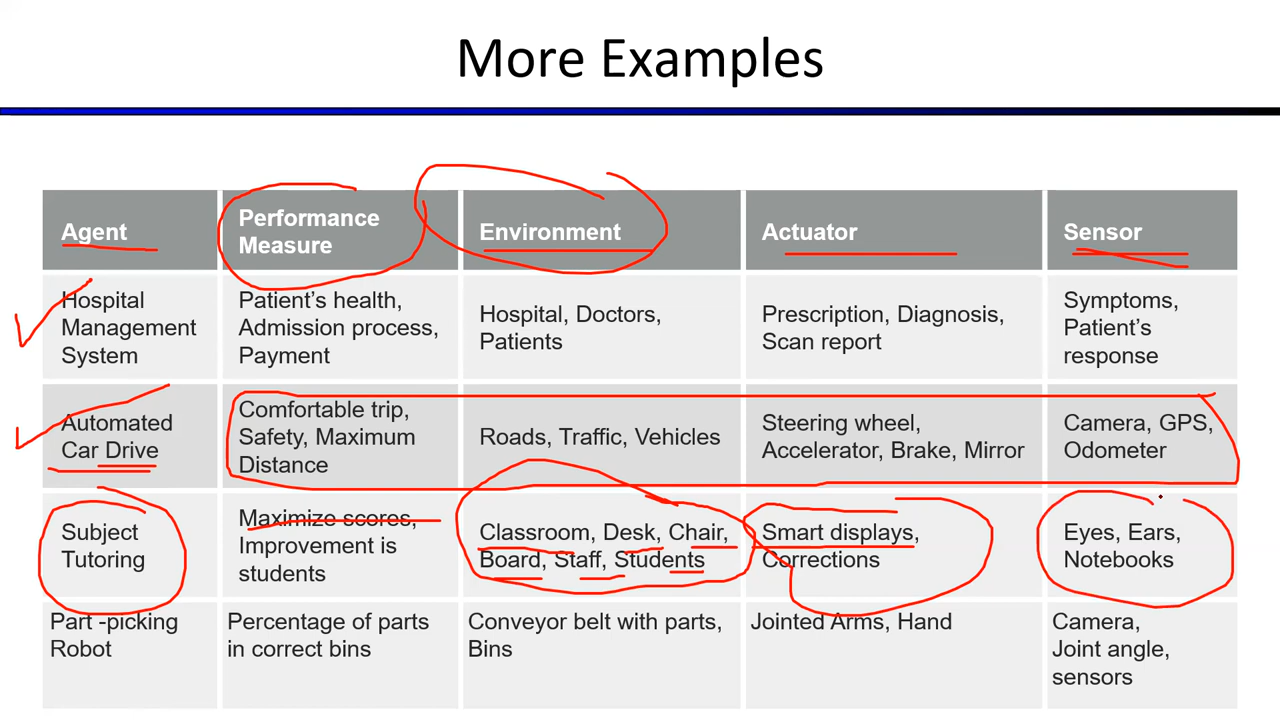 More Examples
Agent
Performance
Measure
Environment
Actuator
Sensor
Hospital
Management
System
Patient's health,
Admission process,
Payment
Hospital, Doctors,
Patients
Prescription, Diagnosis,
Scan report
Symptoms,
Patient's
response
Automated
Car Drive
Comfortable trip,
Safety, Maximum
Distance
Roads, Traffic, Vehicles
Steering wheel,
Accelerator, Brake, Mirror
Camera, GPS,
Odometer
Subject
Tutoring
Maximize scores,
Improvement is
students
Classroom, Desk, Chair,
Board, Staff, Students
Smart displays,
Corrections
Eyes, Ears,
Notebooks
Part -picking
Robot
Percentage of parts
in correct bins
Conveyor belt with parts,
Bins
Jointed Arms, Hand
Camera,
Joint angle,
sensors